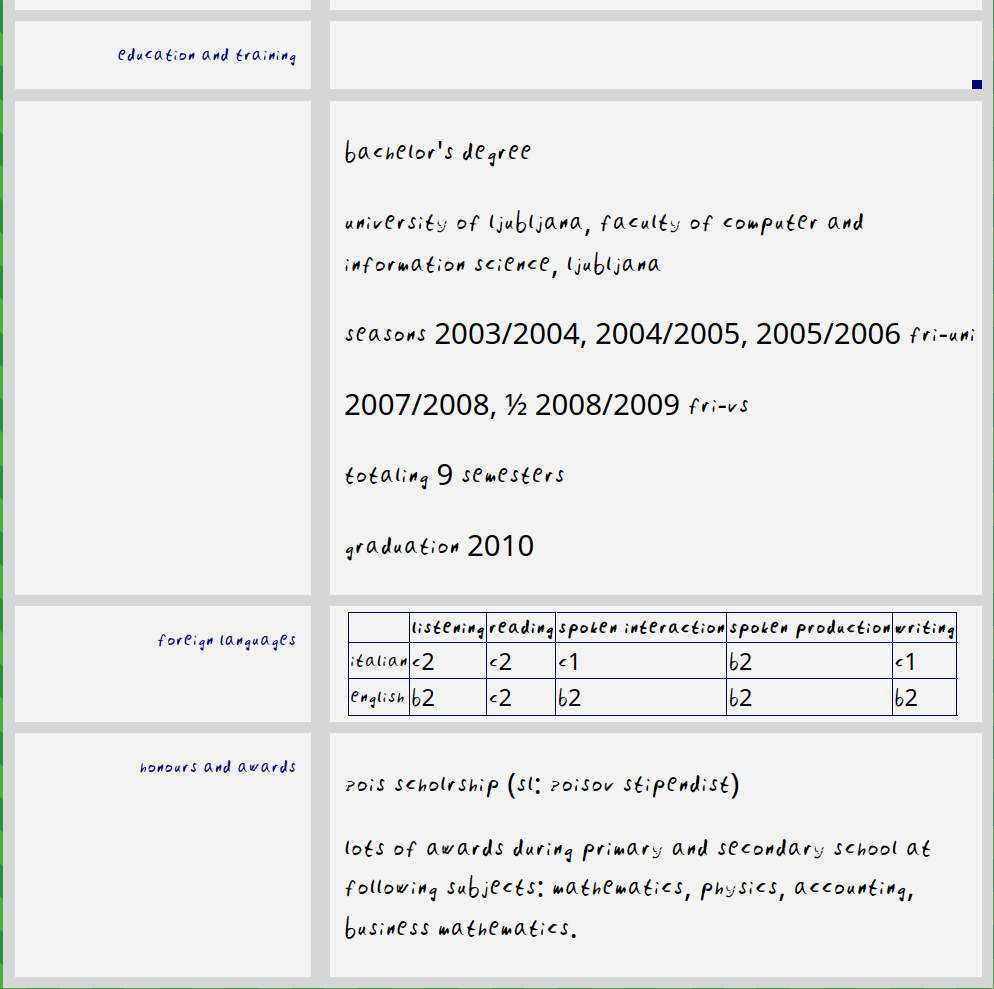 education and training
bachelor's degree
university of ljubljana, faculty of computer and
information science, ljubljana
seasons 2003/2004, 2004/2005, 2005/2006 fri-uni
2007/2008, ½ 2008/2009 fri-vs
totaling 9 semesters
graduation 2010
foreign languages
listening reading spoken interaction spoken production writing
italian c2 c2 c1 b2 c1
english b2 c2 b2 b2 b2
honours and awards
zois scholrship (sl: zoisov stipendist)
lots of awards during primary and secondary school at
following subjects: mathematics, physics, accounting,
business mathematics.